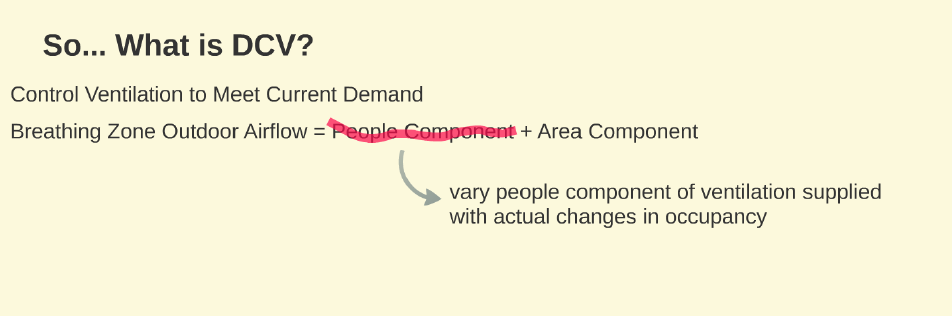 So... What is DCV?
Control Ventilation to Meet Current Demand
Breathing Zone Outdoor Airflow = People Component + Area Component
vary people component of ventilation supplied
with actual changes in occupancy